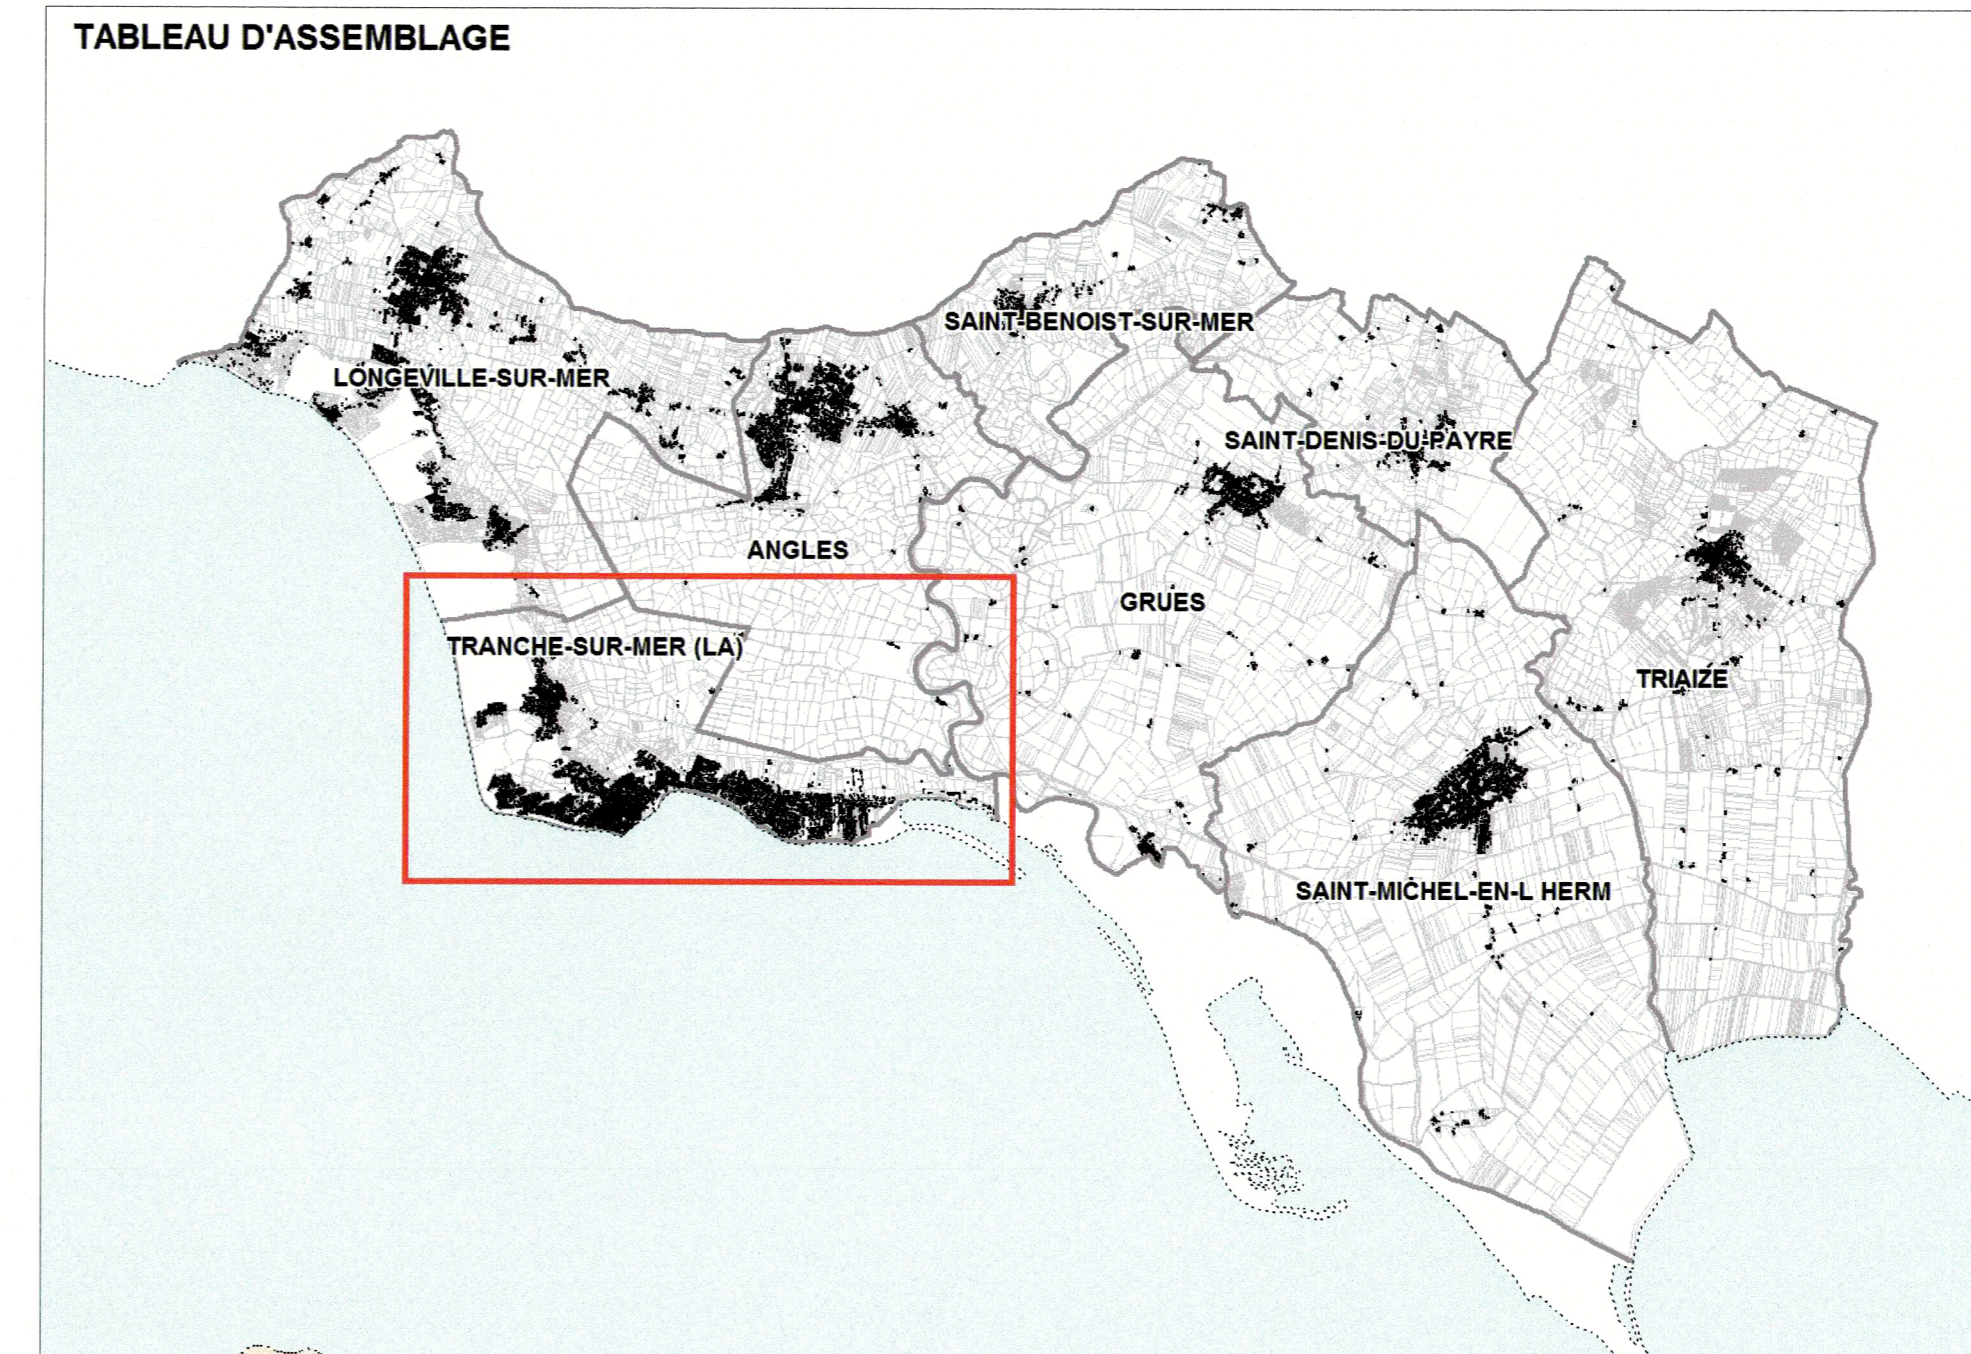 TABLEAU D'ASSEMBLAGE
SAINT-BENOIST-SUR-MER
LONGEVILLE-SUR-MER
SAINT-DENIS-DU-PAYRE
ANGLES
GRUES
TRANCHE-SUR-MER (LA)
TRIAIZE
SAINT-MICHEL-EN-L HERM